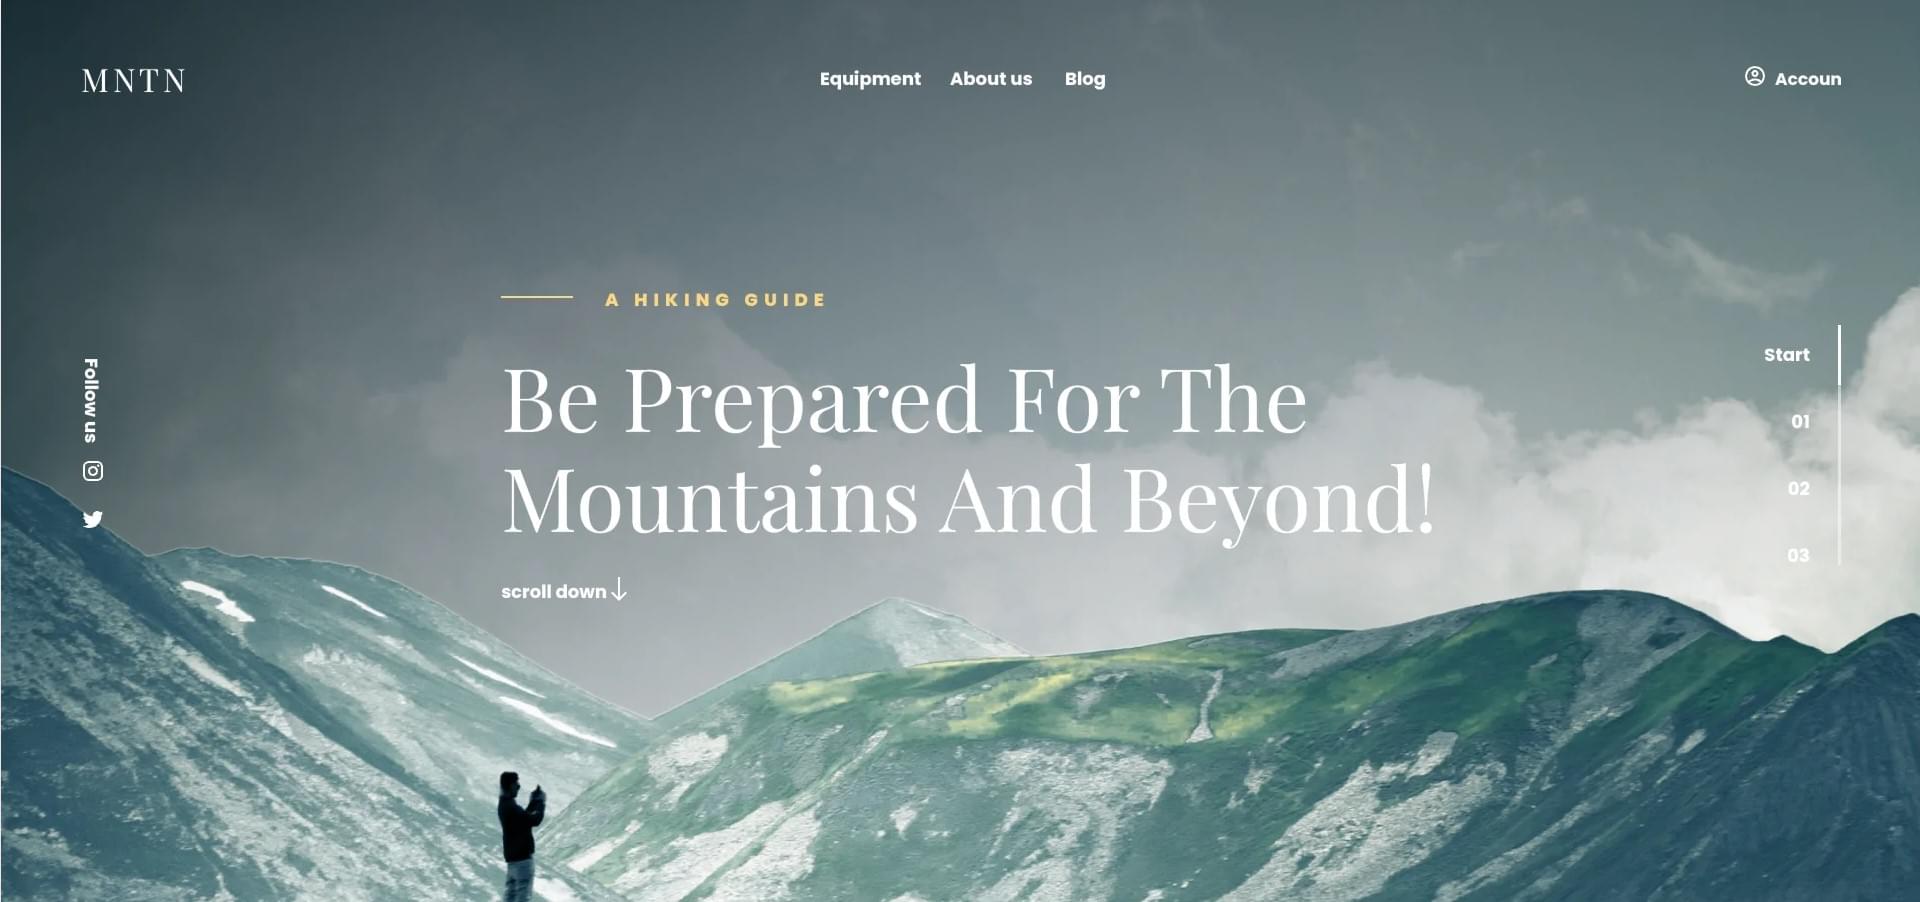 MNTN
Equipment About us Blog
Accoun
A HIKING GUIDE
Be Prepared For The
Mountains And Beyond!
scroll down
Follow us
Start
01
02
03